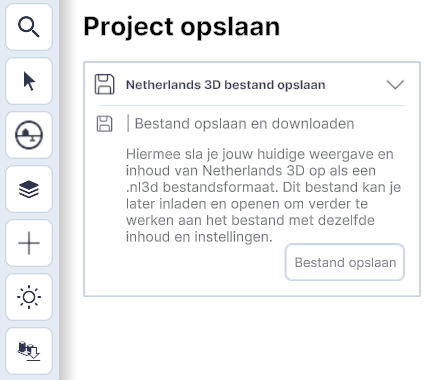 Project opslaan
Netherlands 3D bestand opslaan
| Bestand opslaan en downloaden
Hiermee sla je jouw huidige weergave en
inhoud van Netherlands 3D op als een
.nl3d bestandsformaat. Dit bestand kan je
later inladen en openen om verder te
werken aan het bestand met dezelfde
inhoud en instellingen.
Bestand opslaan